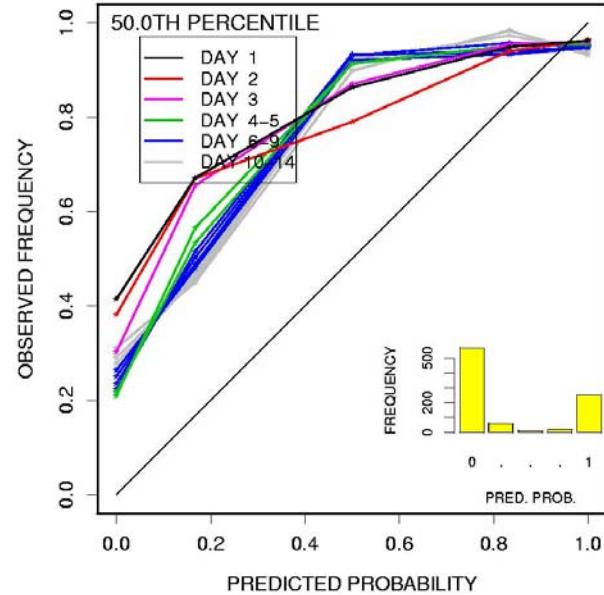 50.0TH PERCENTILE
DAY 1
DAY 2
DAY 3
DAY 4-5
DAY 6-9
DAY 10-14
OBSERVED FREQUENCY
1.0
0.8
0.6
0.4
0.2
0.0
FREQUENCY
500
200
0
0 . . . 1
PRED. PROB.
0.0 0.2 0.4 0.6 0.8 1.0
PREDICTED PROBABILITY